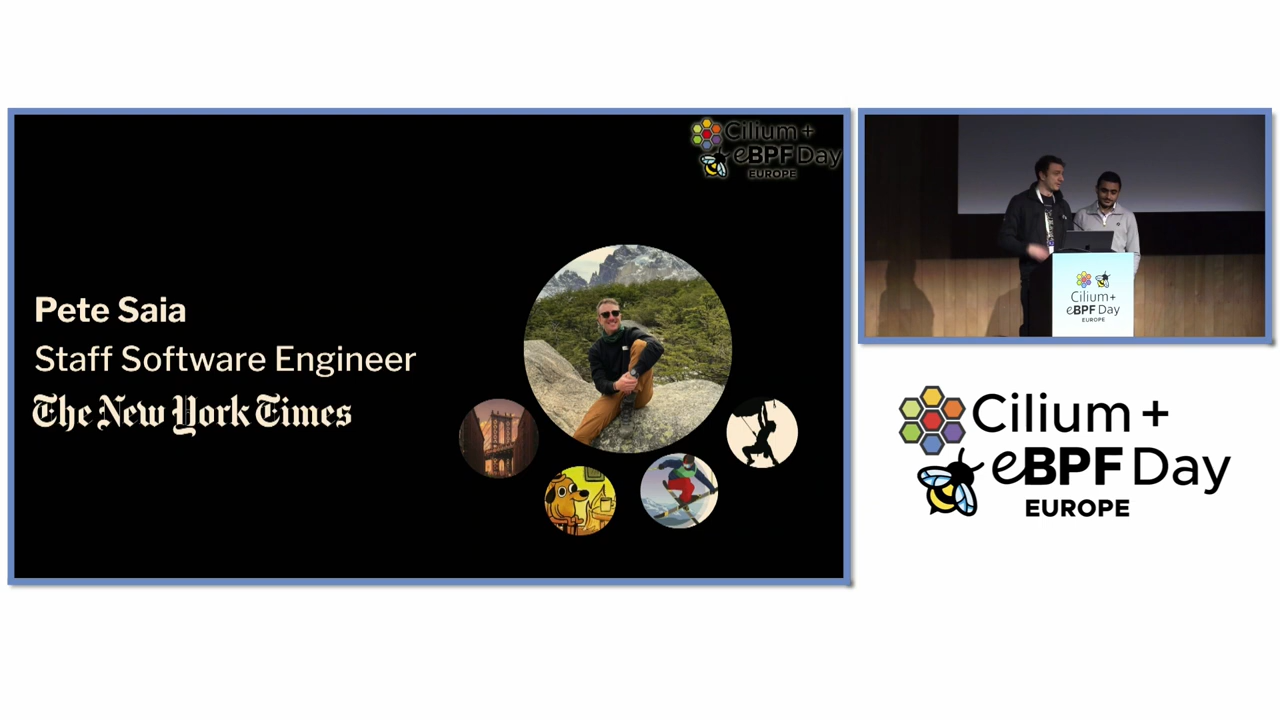 Cilium +
eBPF Day
EUROPE
Pete Saia
Staff Software Engineer
The New York Times
Cilium+
eBPF Day
EUROPE
Cilium +
eBPF Day
EUROPE